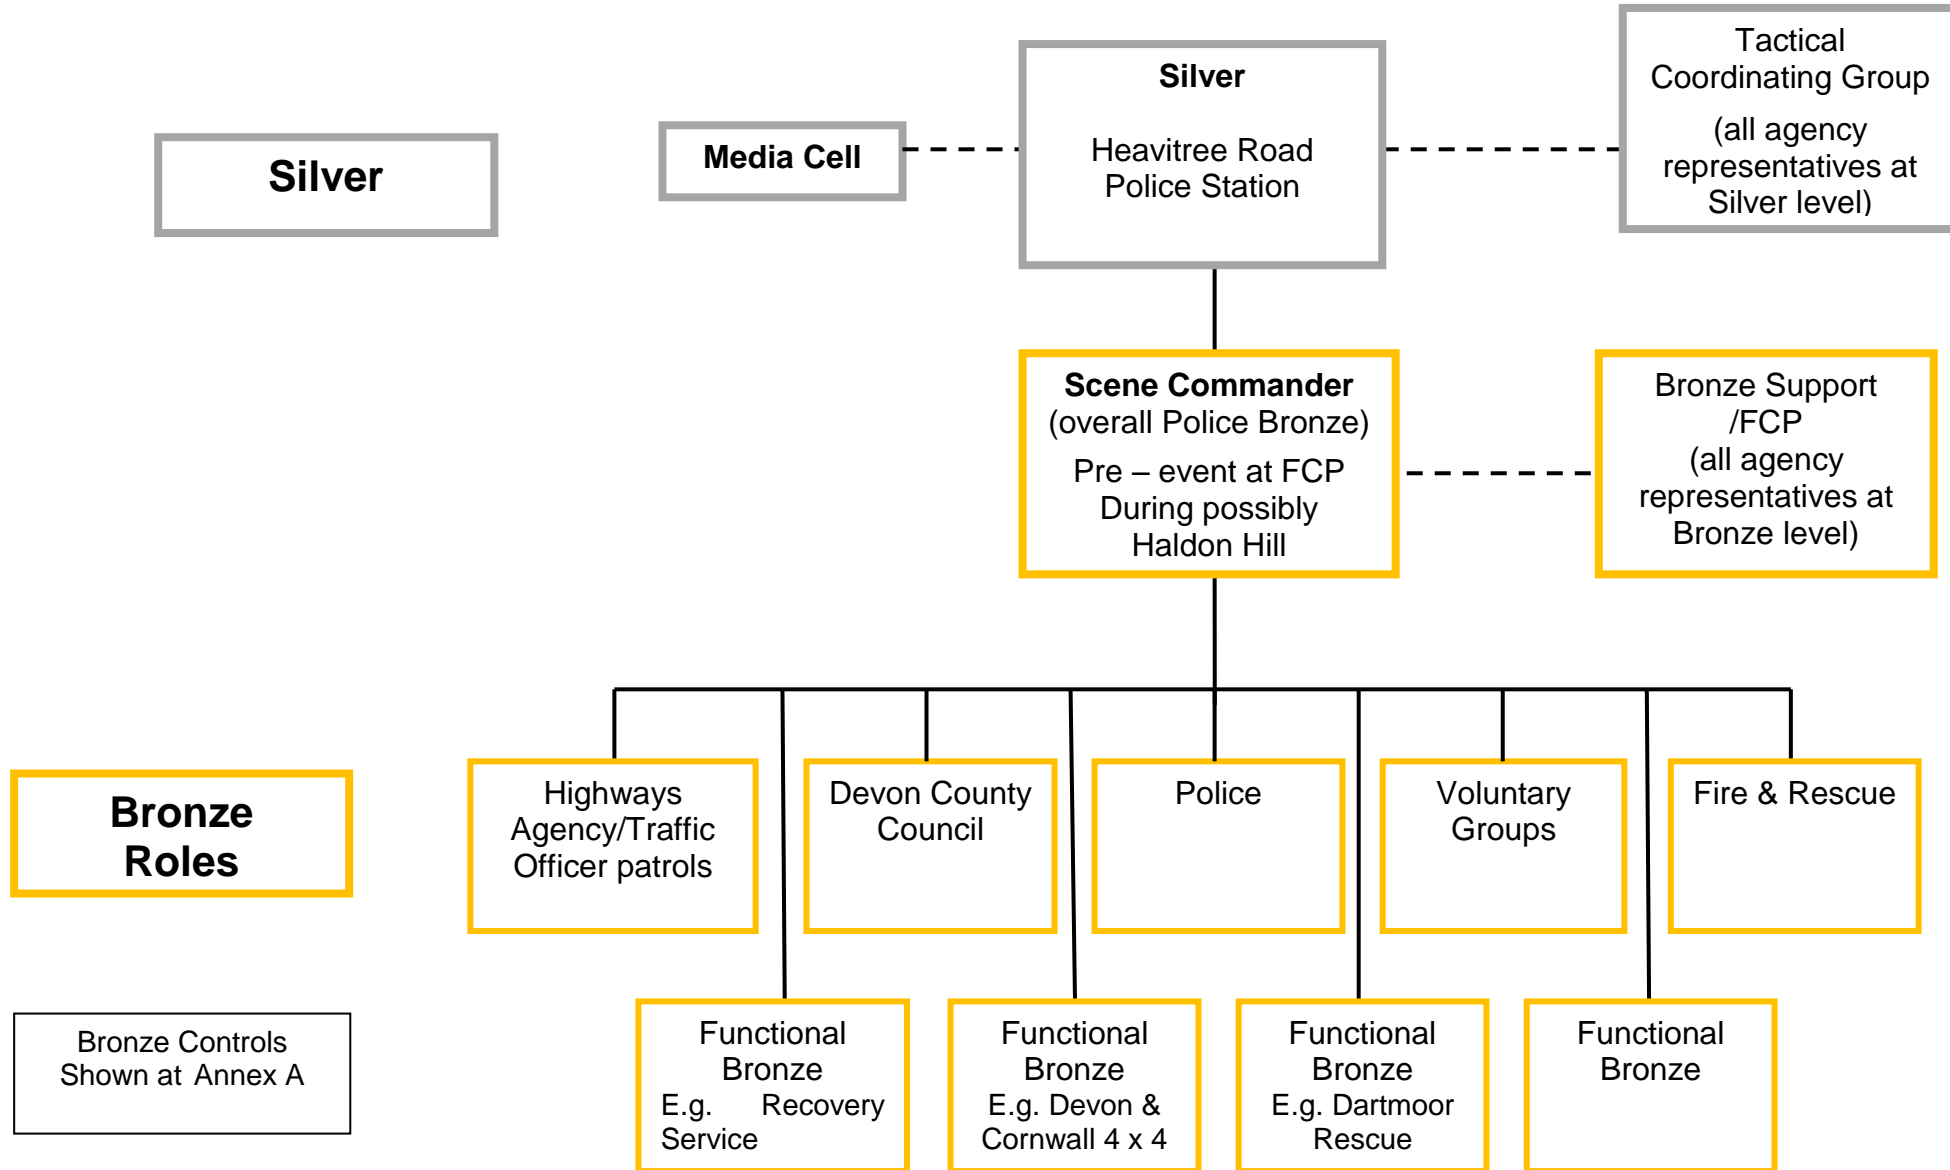 Silver
Media Cell
Silver
Heavitree Road
Police Station
Tactical
Coordinating Group
(all agency
representatives at
Silver level)
Scene Commander
(overall Police Bronze)
Pre – event at FCP
During possibly
Haldon Hill
Bronze Support
/FCP
(all agency
representatives at
Bronze level)
Bronze
Roles
Highways
Agency/Traffic
Officer patrols
Devon County
Council
Police
Voluntary
Groups
Fire & Rescue
Bronze Controls
Shown at Annex A
Functional
Bronze
E.g. Recovery
Service
Functional
Bronze
E.g. Devon &
Cornwall 4 x 4
Functional
Bronze
E.g. Dartmoor
Rescue
Functional
Bronze